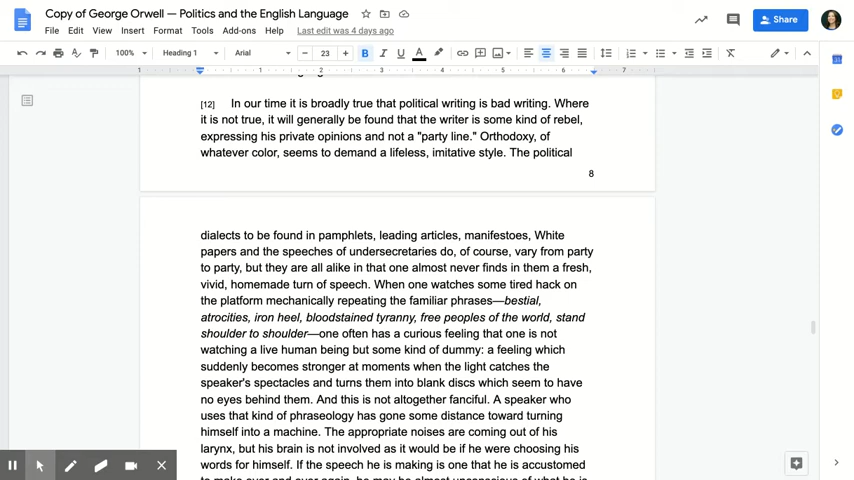 Copy of George Orwell — Politics and the English Language
Share
File Edit View Insert Format Tools Add-ons Help Last edit was 4 days ago
100% Heading 1 Arial 23 B I U A
1 1 2 3 4 5 6 7
[12] In our time it is broadly true that political writing is bad writing. Where
it is not true, it will generally be found that the writer is some kind of rebel,
expressing his private opinions and not a "party line." Orthodoxy, of
whatever color, seems to demand a lifeless, imitative style. The political
8
dialects to be found in pamphlets, leading articles, manifestoes, White
papers and the speeches of undersecretaries do, of course, vary from party
to party, but they are all alike in that one almost never finds in them a fresh,
vivid, homemade turn of speech. When one watches some tired hack on
the platform mechanically repeating the familiar phrases—bestial,
atrocities, iron heel, bloodstained tyranny, free peoples of the world, stand
shoulder to shoulder—one often has a curious feeling that one is not
watching a live human being but some kind of dummy: a feeling which
suddenly becomes stronger at moments when the light catches the
speaker's spectacles and turns them into blank discs which seem to have
no eyes behind them. And this is not altogether fanciful. A speaker who
uses that kind of phraseology has gone some distance toward turning
himself into a machine. The appropriate noises are coming out of his
larynx, but his brain is not involved as it would be if he were choosing his
words for himself. If the speech he is making is one that he is accustomed